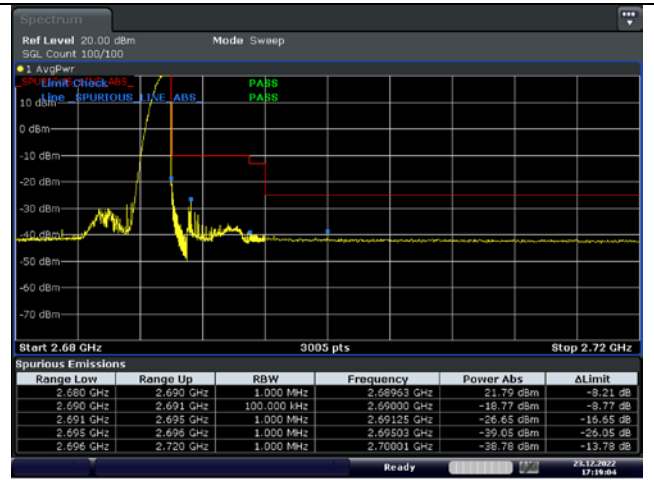 Spectrum
Ref Level 20.00 dBm Mode Sweep
SGL Count 100/100
1 AvgPwr
_SPURIOUS_LINE_ABS_
Limit Check PASS
10 dBm Line _SPURIOUS_LINE_ABS_ PASS
0 dBm
-10 dBm
-20 dBm
-30 dBm
-40 dBm
-50 dBm
-60 dBm
-70 dBm
Start 2.68 GHz 3005 pts Stop 2.72 GHz
Spurious Emissions
Range Low Range Up RBW Frequency Power Abs ΔLimit
2.680 GHz 2.690 GHz 1.000 MHz 2.68963 GHz 21.79 dBm -8.21 dB
2.690 GHz 2.691 GHz 100.000 kHz 2.69000 GHz -18.77 dBm -8.77 dB
2.691 GHz 2.695 GHz 1.000 MHz 2.69125 GHz -26.65 dBm -16.65 dB
2.695 GHz 2.696 GHz 1.000 MHz 2.69503 GHz -39.05 dBm -26.05 dB
2.696 GHz 2.720 GHz 1.000 MHz 2.70001 GHz -38.78 dBm -13.78 dB
Ready 23.12.2022
17:19:04